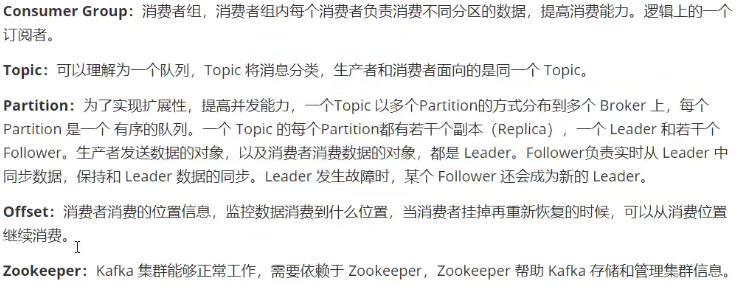 Consumer Group：消费者组，消费者组内每个消费者负责消费不同分区的数据，提高消费能力。逻辑上的一个
订阅者。
Topic：可以理解为一个队列，Topic 将消息分类，生产者和消费者面向的是同一个 Topic。
Partition：为了实现扩展性，提高并发能力，一个Topic 以多个Partition的方式分布到多个 Broker 上，每个
Partition 是一个 有序的队列。一个 Topic 的每个Partition都有若干个副本（Replica），一个 Leader 和若干个
Follower。生产者发送数据的对象，以及消费者消费数据的对象，都是 Leader。Follower负责实时从 Leader 中
同步数据，保持和 Leader 数据的同步。Leader 发生故障时，某个 Follower 还会成为新的 Leader。
Offset：消费者消费的位置信息，监控数据消费到什么位置，当消费者挂掉再重新恢复的时候，可以从消费位置
继续消费。
Zookeeper：Kafka 集群能够正常工作，需要依赖于 Zookeeper，Zookeeper 帮助 Kafka 存储和管理集群信息。